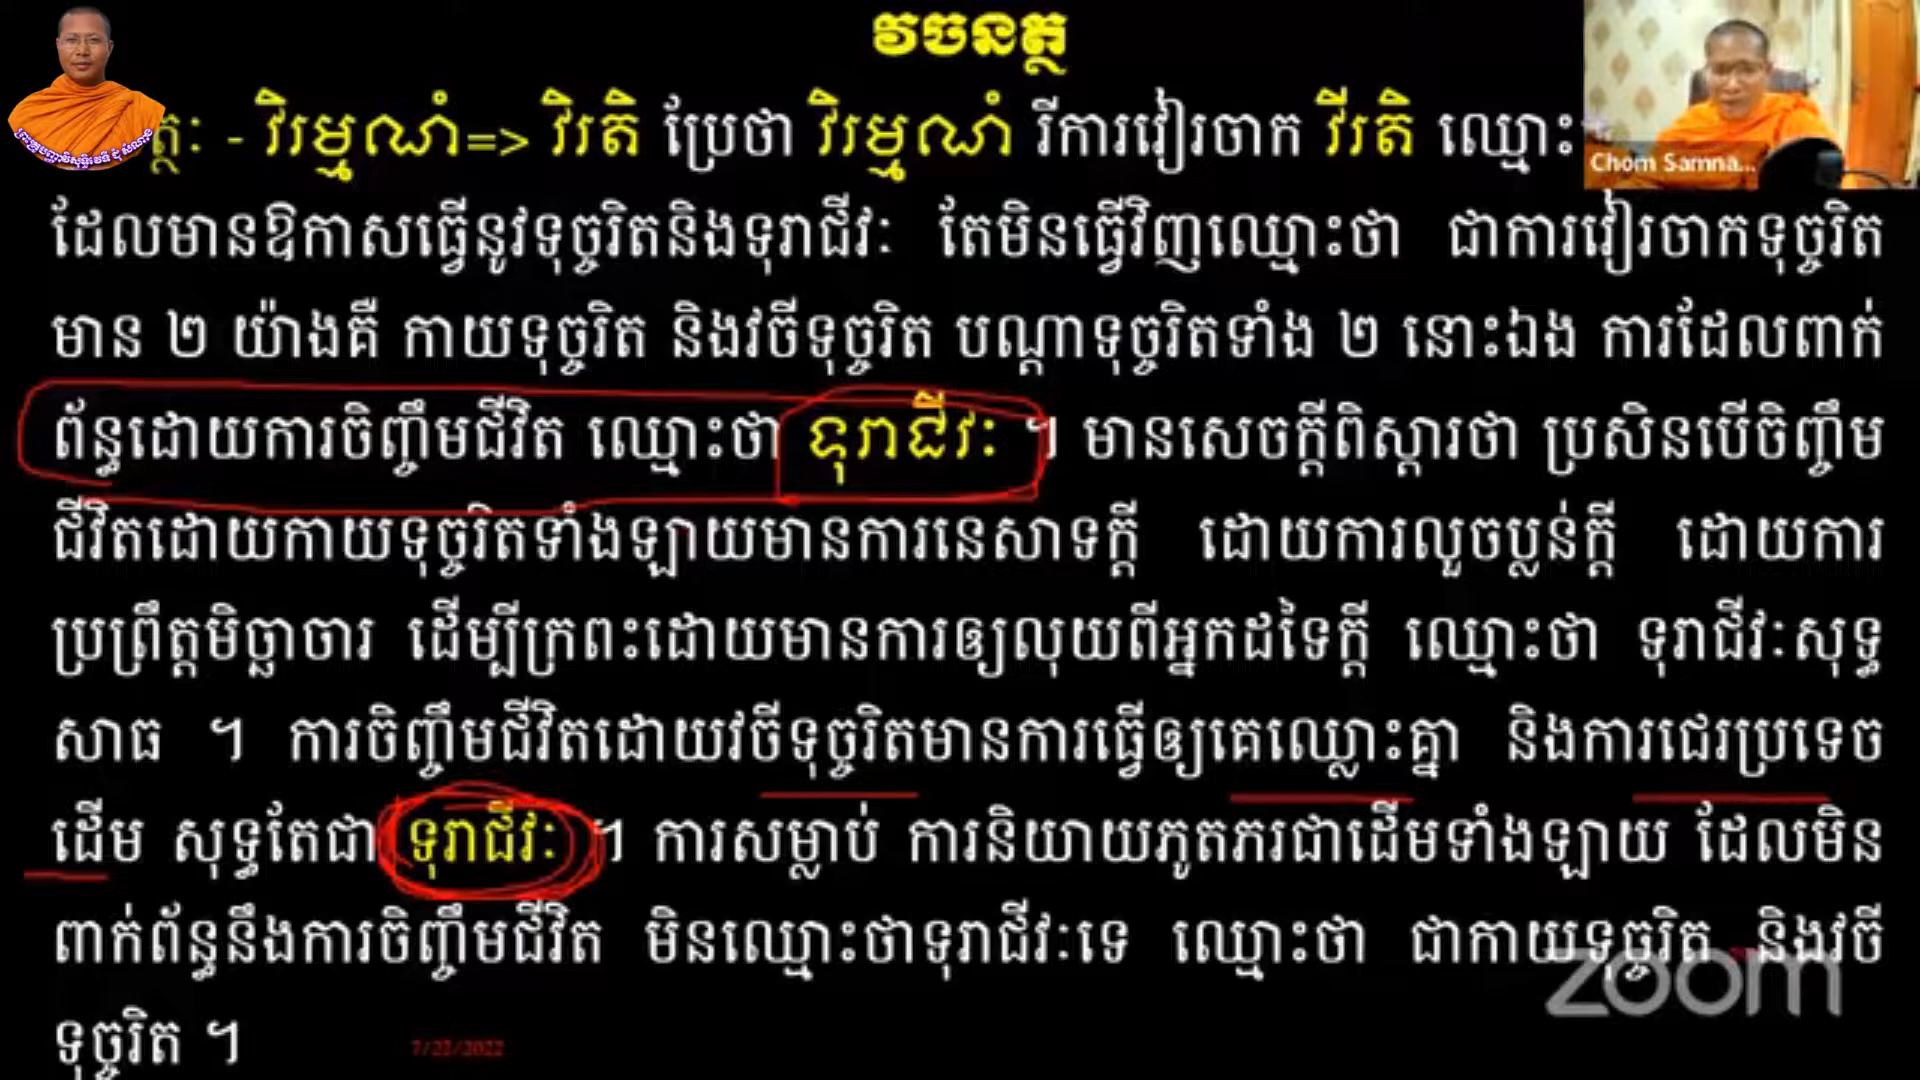 វចនត្ថ
ត្ថៈ - វិរម្មណំ=> វិរតិ ប្រែថា វិរម្មណំ រីការវៀរចាក វីរតិ ឈ្មោះ
Chom Samna...
ដែលមានឱកាសធ្វើនូវទុច្ចរិតនិងទុរាជីវៈ តែមិនធ្វើវិញឈ្មោះថា ជាការវៀរចាកទុច្ចរិត
មាន ២ យ៉ាងគឺ កាយទុច្ចរិត និងវចីទុច្ចរិត បណ្តាទុច្ចរិតទាំង ២ នោះឯង ការដែលពាក់
ព័ន្ធដោយការចិញ្ចឹមជីវិត ឈ្មោះថា ទុរាជីវៈ ។ មានសេចក្តីពិស្តារថា ប្រសិនបើចិញ្ចឹម
ជីវិតដោយកាយទុច្ចរិតទាំងឡាយមានការនេសាទក្តី ដោយការលួចប្លន់ក្តី ដោយការ
ប្រព្រឹត្តមិច្ឆាចារ ដើម្បីក្រពះដោយមានការឲ្យលុយពីអ្នកដទៃក្តី ឈ្មោះថា ទុរាជីវៈសុទ្ធ
សាធ ។ ការចិញ្ចឹមជីវិតដោយវចីទុច្ចរិតមានការធ្វើឲ្យគេឈ្លោះគ្នា និងការជេរប្រទេច
ដើម សុទ្ធតែជា ទុរាជីវៈ ។ ការសម្លាប់ ការនិយាយភូតភរជាដើមទាំងឡាយ ដែលមិន
ពាក់ព័ន្ធនឹងការចិញ្ចឹមជីវិត មិនឈ្មោះថាទុរាជីវៈទេ ឈ្មោះថា ជាកាយទុច្ចរិត និងវចី
zoom
ទុច្ចរិត ។
7/22/2022